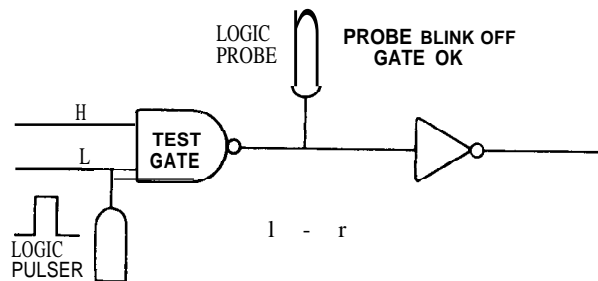 LOGIC
PROBE
PROBE BLINK OFF
GATE OK
H
TEST
GATE
L
l - r
LOGIC
PULSER